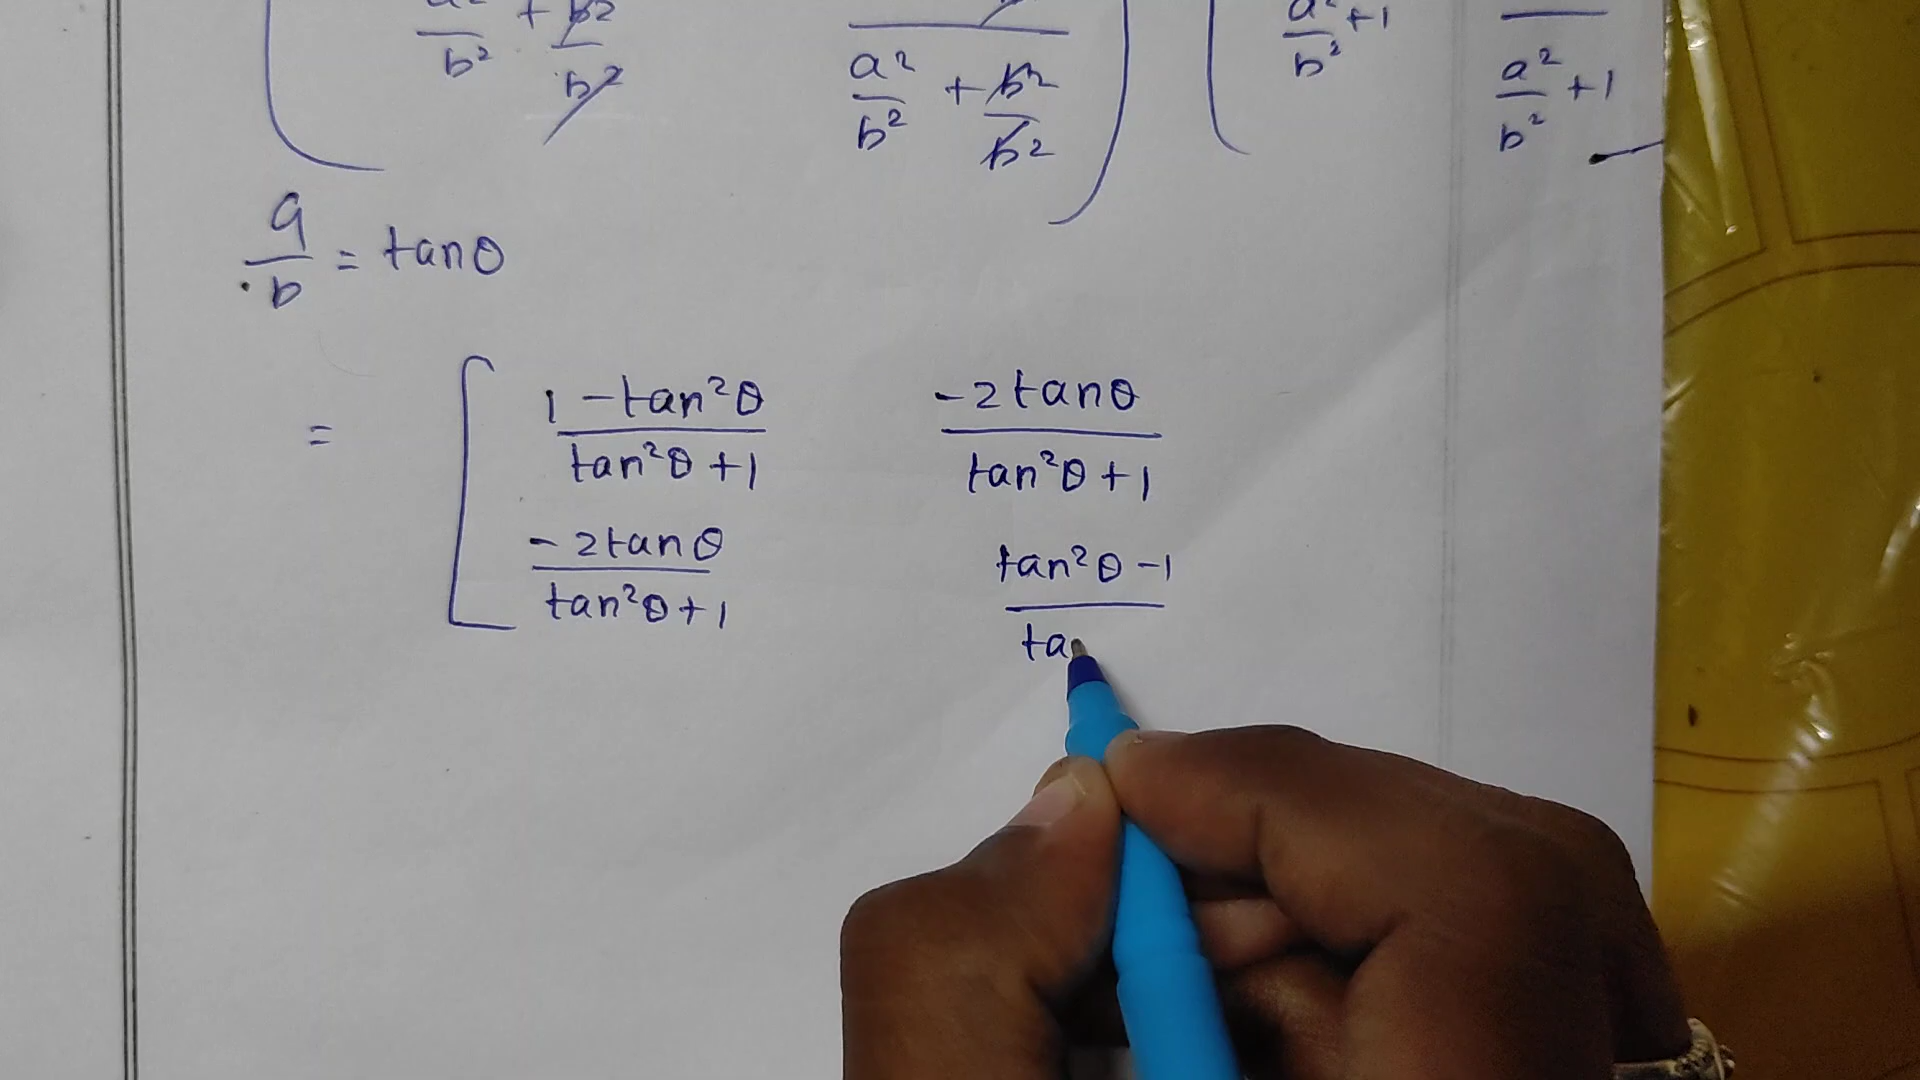 a² / b² + b² / b²
a² / b² + b² / b²
a² / b² + 1
a² / b² + 1
a / b = tanθ
= [ 1 - tan²θ / tan²θ + 1   -2tanθ / tan²θ + 1
-2tanθ / tan²θ + 1   tan²θ - 1 / ta